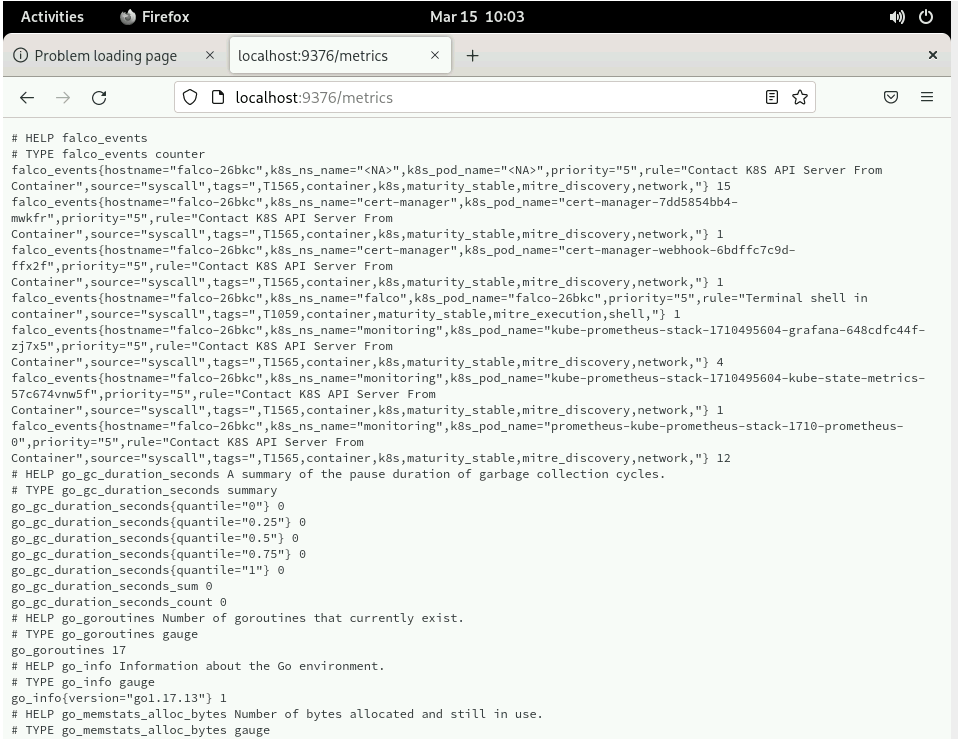 Activities Firefox Mar 15 10:03
Problem loading page × localhost:9376/metrics × + ×
localhost:9376/metrics
# HELP falco_events
# TYPE falco_events counter
falco_events{hostname="falco-26bkc",k8s_ns_name="<NA>",k8s_pod_name="<NA>",priority="5",rule="Contact K8S API Server From
Container",source="syscall",tags=",T1565,container,k8s,maturity_stable,mitre_discovery,network,"} 15
falco_events{hostname="falco-26bkc",k8s_ns_name="cert-manager",k8s_pod_name="cert-manager-7dd5854bb4-
mwkfr",priority="5",rule="Contact K8S API Server From
Container",source="syscall",tags=",T1565,container,k8s,maturity_stable,mitre_discovery,network,"} 1
falco_events{hostname="falco-26bkc",k8s_ns_name="cert-manager",k8s_pod_name="cert-manager-webhook-6bdffc7c9d-
ffx2f",priority="5",rule="Contact K8S API Server From
Container",source="syscall",tags=",T1565,container,k8s,maturity_stable,mitre_discovery,network,"} 1
falco_events{hostname="falco-26bkc",k8s_ns_name="falco",k8s_pod_name="falco-26bkc",priority="5",rule="Terminal shell in
container",source="syscall",tags=",T1059,container,maturity_stable,mitre_execution,shell,"} 1
falco_events{hostname="falco-26bkc",k8s_ns_name="monitoring",k8s_pod_name="kube-prometheus-stack-1710495604-grafana-648cdfc44f-
zj7x5",priority="5",rule="Contact K8S API Server From
Container",source="syscall",tags=",T1565,container,k8s,maturity_stable,mitre_discovery,network,"} 4
falco_events{hostname="falco-26bkc",k8s_ns_name="monitoring",k8s_pod_name="kube-prometheus-stack-1710495604-kube-state-metrics-
57c674vnw5f",priority="5",rule="Contact K8S API Server From
Container",source="syscall",tags=",T1565,container,k8s,maturity_stable,mitre_discovery,network,"} 1
falco_events{hostname="falco-26bkc",k8s_ns_name="monitoring",k8s_pod_name="prometheus-kube-prometheus-stack-1710-prometheus-
0",priority="5",rule="Contact K8S API Server From
Container",source="syscall",tags=",T1565,container,k8s,maturity_stable,mitre_discovery,network,"} 12
# HELP go_gc_duration_seconds A summary of the pause duration of garbage collection cycles.
# TYPE go_gc_duration_seconds summary
go_gc_duration_seconds{quantile="0"} 0
go_gc_duration_seconds{quantile="0.25"} 0
go_gc_duration_seconds{quantile="0.5"} 0
go_gc_duration_seconds{quantile="0.75"} 0
go_gc_duration_seconds{quantile="1"} 0
go_gc_duration_seconds_sum 0
go_gc_duration_seconds_count 0
# HELP go_goroutines Number of goroutines that currently exist.
# TYPE go_goroutines gauge
go_goroutines 17
# HELP go_info Information about the Go environment.
# TYPE go_info gauge
go_info{version="go1.17.13"} 1
# HELP go_memstats_alloc_bytes Number of bytes allocated and still in use.
# TYPE go_memstats_alloc_bytes gauge